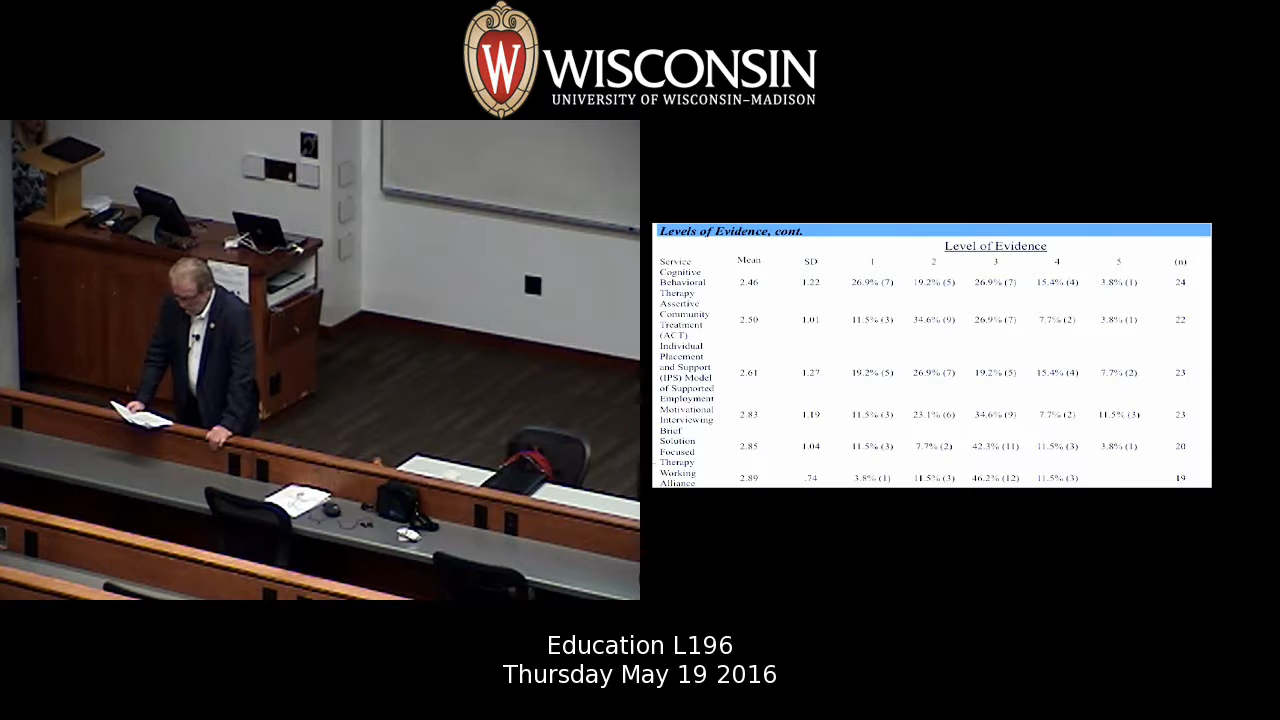 W
WISCONSIN
UNIVERSITY OF WISCONSIN–MADISON
Levels of Evidence, cont.
Level of Evidence
Service Mean SD 1 2 3 4 5 (n)
Cognitive
Behavioral 2.46 1.22 26.9% (7) 19.2% (5) 26.9% (7) 15.4% (4) 3.8% (1) 24
Therapy
Assertive
Community 2.50 1.01 11.5% (3) 34.6% (9) 26.9% (7) 7.7% (2) 3.8% (1) 22
Treatment
(ACT)
Individual
Placement
and Support 2.61 1.27 19.2% (5) 26.9% (7) 19.2% (5) 15.4% (4) 7.7% (2) 23
(IPS) Model
of Supported
Employment
Motivational 2.83 1.19 11.5% (3) 23.1% (6) 34.6% (9) 7.7% (2) 11.5% (3) 23
Interviewing
Brief
Solution 2.85 1.04 11.5% (3) 7.7% (2) 42.3% (11) 11.5% (3) 3.8% (1) 20
Focused
Therapy
Working 2.89 .74 3.8% (1) 11.5% (3) 46.2% (12) 11.5% (3) 19
Alliance
Education L196
Thursday May 19 2016